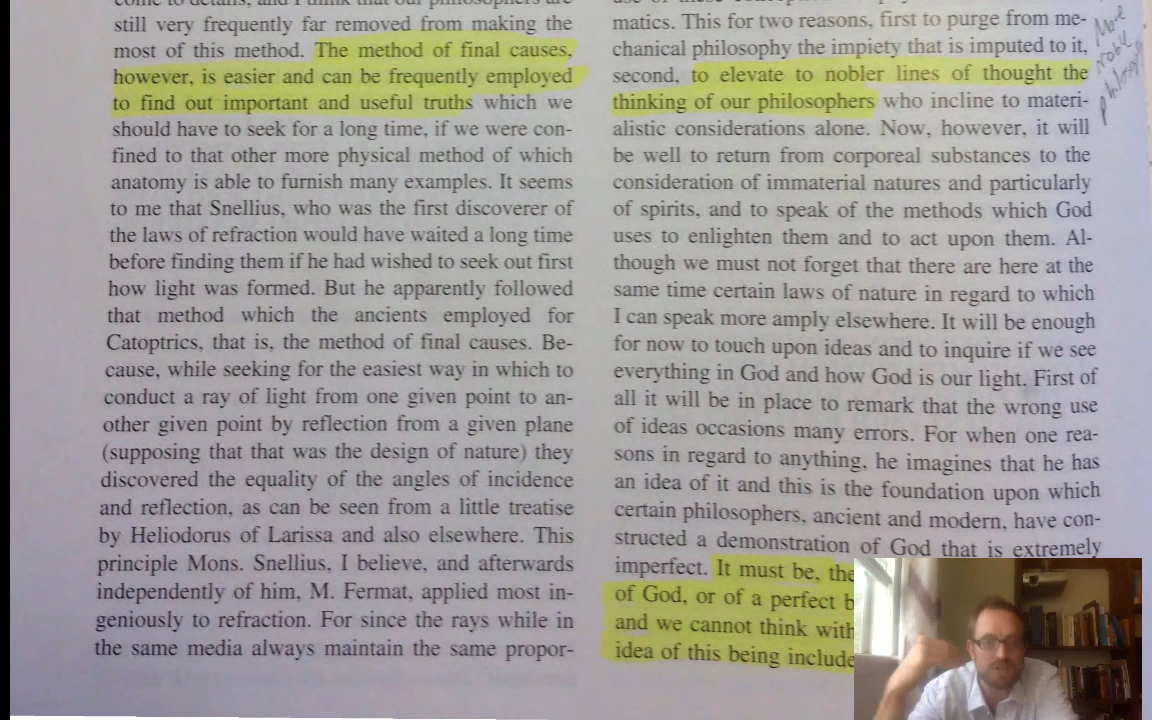 still very frequently far removed from making the
most of this method. The method of final causes,
however, is easier and can be frequently employed
to find out important and useful truths which we
should have to seek for a long time, if we were con-
fined to that other more physical method of which
anatomy is able to furnish many examples. It seems
to me that Snellius, who was the first discoverer of
the laws of refraction would have waited a long time
before finding them if he had wished to seek out first
how light was formed. But he apparently followed
that method which the ancients employed for
Catoptrics, that is, the method of final causes. Be-
cause, while seeking for the easiest way in which to
conduct a ray of light from one given point to an-
other given point by reflection from a given plane
(supposing that that was the design of nature) they
discovered the equality of the angles of incidence
and reflection, as can be seen from a little treatise
by Heliodorus of Larissa and also elsewhere. This
principle Mons. Snellius, I believe, and afterwards
independently of him, M. Fermat, applied most in-
geniously to refraction. For since the rays while in
the same media always maintain the same propor-
matics. This for two reasons, first to purge from me-
chanical philosophy the impiety that is imputed to it,
second, to elevate to nobler lines of thought the
thinking of our philosophers who incline to materi-
alistic considerations alone. Now, however, it will
be well to return from corporeal substances to the
consideration of immaterial natures and particularly
of spirits, and to speak of the methods which God
uses to enlighten them and to act upon them. Al-
though we must not forget that there are here at the
same time certain laws of nature in regard to which
I can speak more amply elsewhere. It will be enough
for now to touch upon ideas and to inquire if we see
everything in God and how God is our light. First of
all it will be in place to remark that the wrong use
of ideas occasions many errors. For when one rea-
sons in regard to anything, he imagines that he has
an idea of it and this is the foundation upon which
certain philosophers, ancient and modern, have con-
structed a demonstration of God that is extremely
imperfect. It must be, the
of God, or of a perfect b
and we cannot think with
idea of this being include